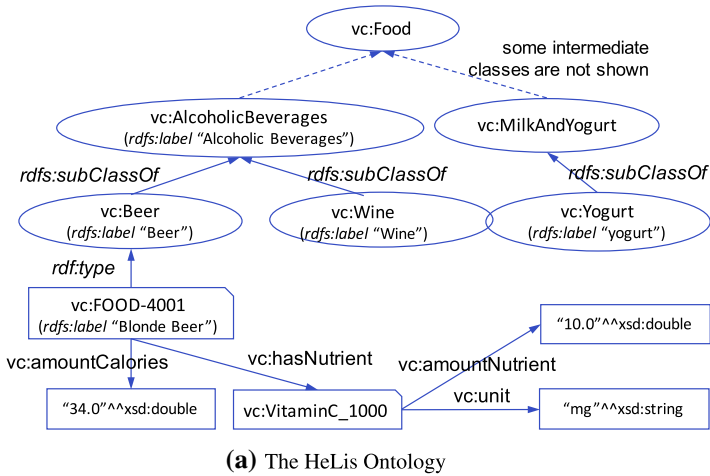 vc:Food
some intermediate
classes are not shown
vc:AlcoholicBeverages
(rdfs:label “Alcoholic Beverages”)
vc:MilkAndYogurt
rdfs:subClassOf
rdfs:subClassOf
rdfs:subClassOf
vc:Beer
(rdfs:label “Beer”)
vc:Wine
(rdfs:label “Wine”)
vc:Yogurt
(rdfs:label “yogurt”)
rdf:type
vc:FOOD-4001
(rdfs:label “Blonde Beer”)
“10.0”^^xsd:double
vc:amountCalories
vc:hasNutrient
vc:amountNutrient
vc:unit
“34.0”^^xsd:double
vc:VitaminC_1000
“mg”^^xsd:string
(a) The HeLis Ontology